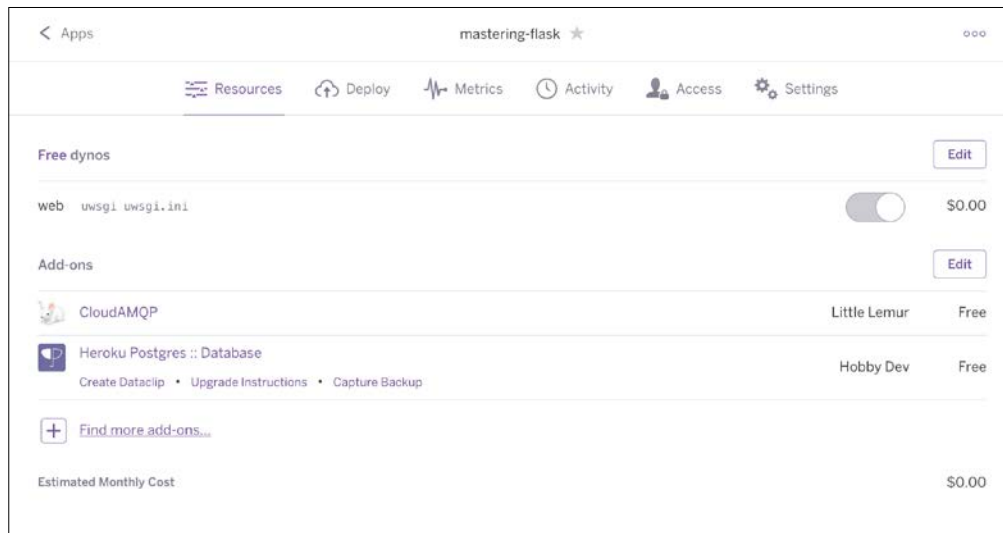 Apps
mastering-flask
Resources Deploy Metrics Activity Access Settings
Free dynos Edit
web uwsgi uwsgi.ini $0.00
Add-ons Edit
CloudAMQP Little Lemur Free
Heroku Postgres :: Database Hobby Dev Free
Create Dataclip • Upgrade Instructions • Capture Backup
Find more add-ons...
Estimated Monthly Cost $0.00